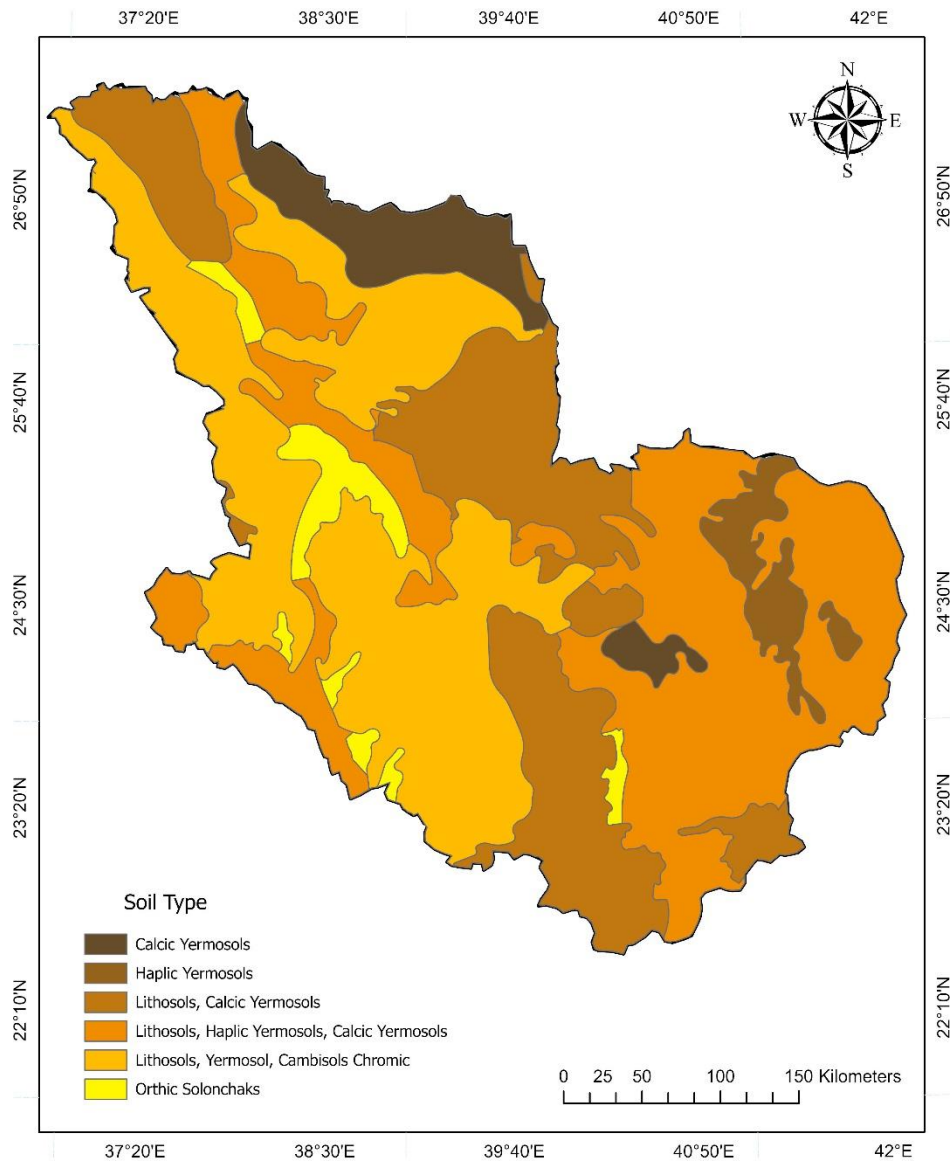 37°20'E 38°30'E 39°40'E 40°50'E 42°E
N
W E
S
26°50'N 26°50'N
25°40'N 25°40'N
24°30'N 24°30'N
23°20'N 23°20'N
22°10'N 22°10'N
Soil Type
Calcic Yermosols
Haplic Yermosols
Lithosols, Calcic Yermosols
Lithosols, Haplic Yermosols, Calcic Yermosols
Lithosols, Yermosol, Cambisols Chromic
Orthic Solonchaks
0 25 50 100 150 Kilometers
37°20'E 38°30'E 39°40'E 40°50'E 42°E